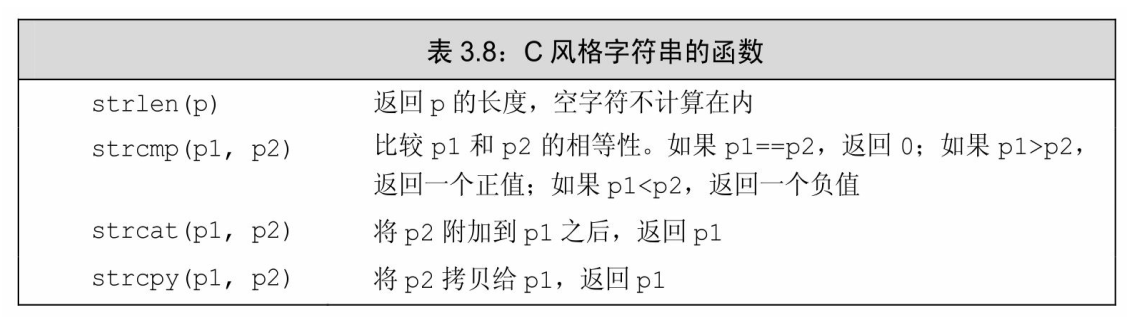 表 3.8：C 风格字符串的函数
strlen(p) 返回 p 的长度，空字符不计算在内
strcmp(p1, p2) 比较 p1 和 p2 的相等性。如果 p1==p2，返回 0；如果 p1>p2，
返回一个正值；如果 p1<p2，返回一个负值
strcat(p1, p2) 将 p2 附加到 p1 之后，返回 p1
strcpy(p1, p2) 将 p2 拷贝给 p1，返回 p1